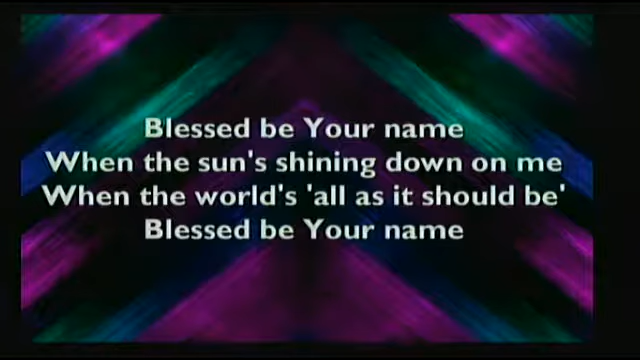 Blessed be Your name
When the sun's shining down on me
When the world's 'all as it should be'
Blessed be Your name